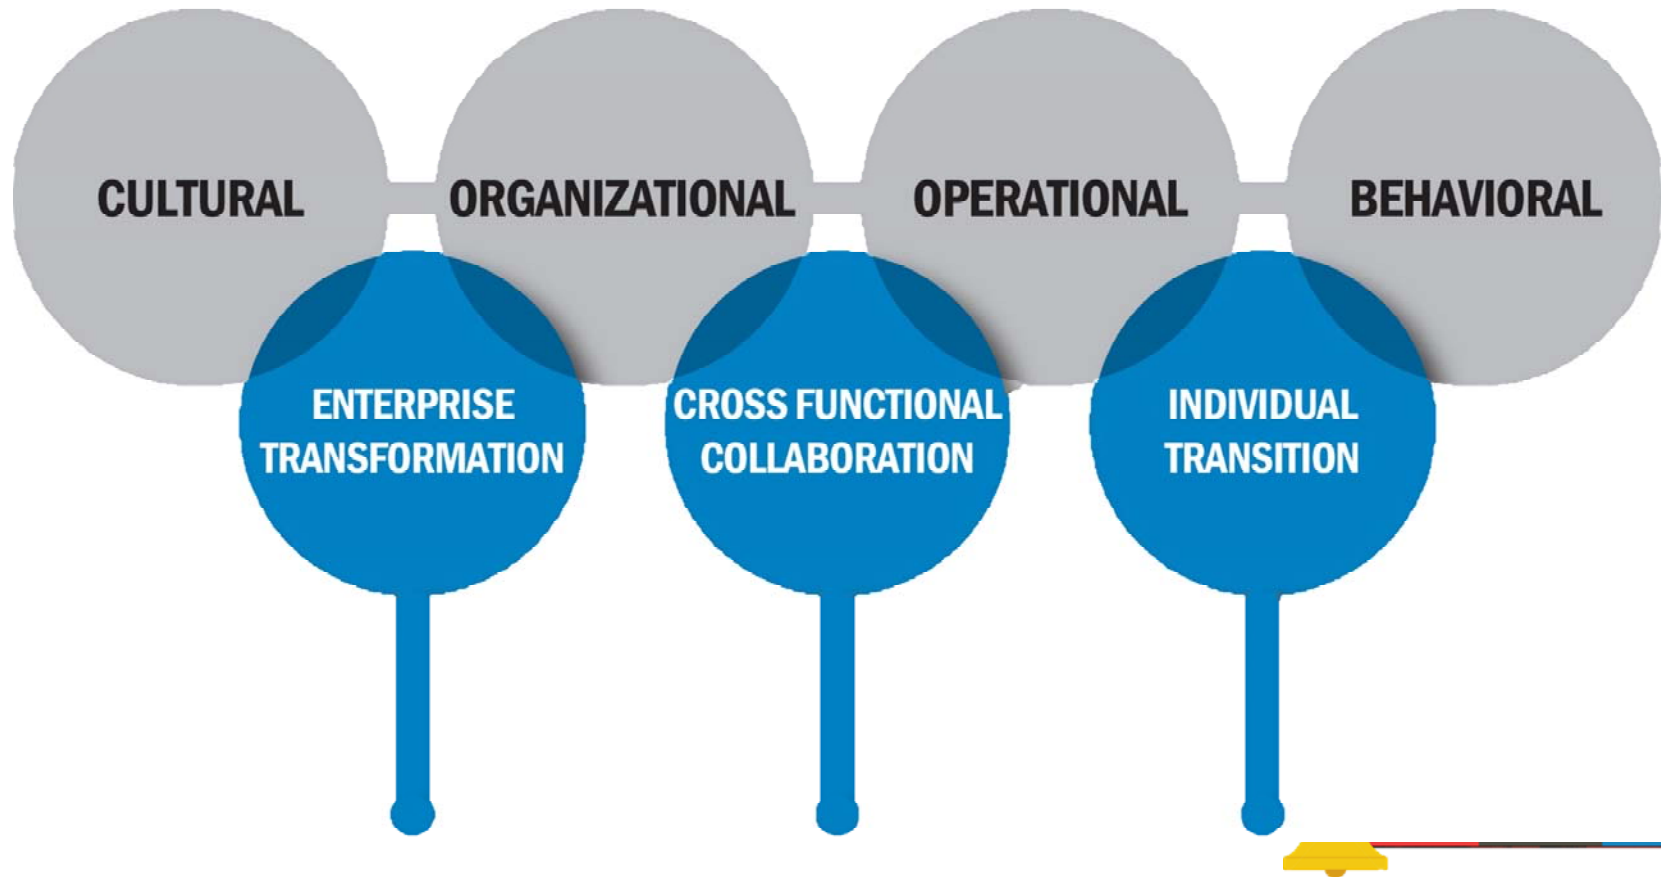 CULTURAL
ORGANIZATIONAL
OPERATIONAL
BEHAVIORAL
ENTERPRISE
TRANSFORMATION
CROSS FUNCTIONAL
COLLABORATION
INDIVIDUAL
TRANSITION